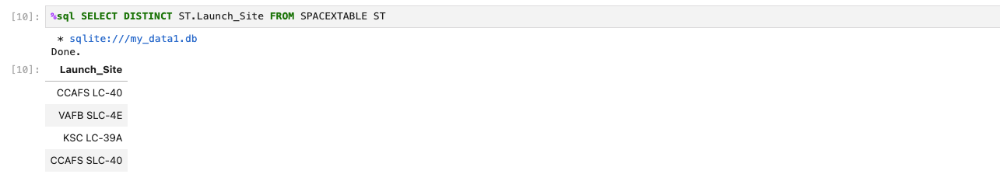 [10]: %sql SELECT DISTINCT ST.Launch_Site FROM SPACEXTABLE ST
* sqlite:///my_data1.db
Done.
[10]: Launch_Site
CCAFS LC-40
VAFB SLC-4E
KSC LC-39A
CCAFS SLC-40